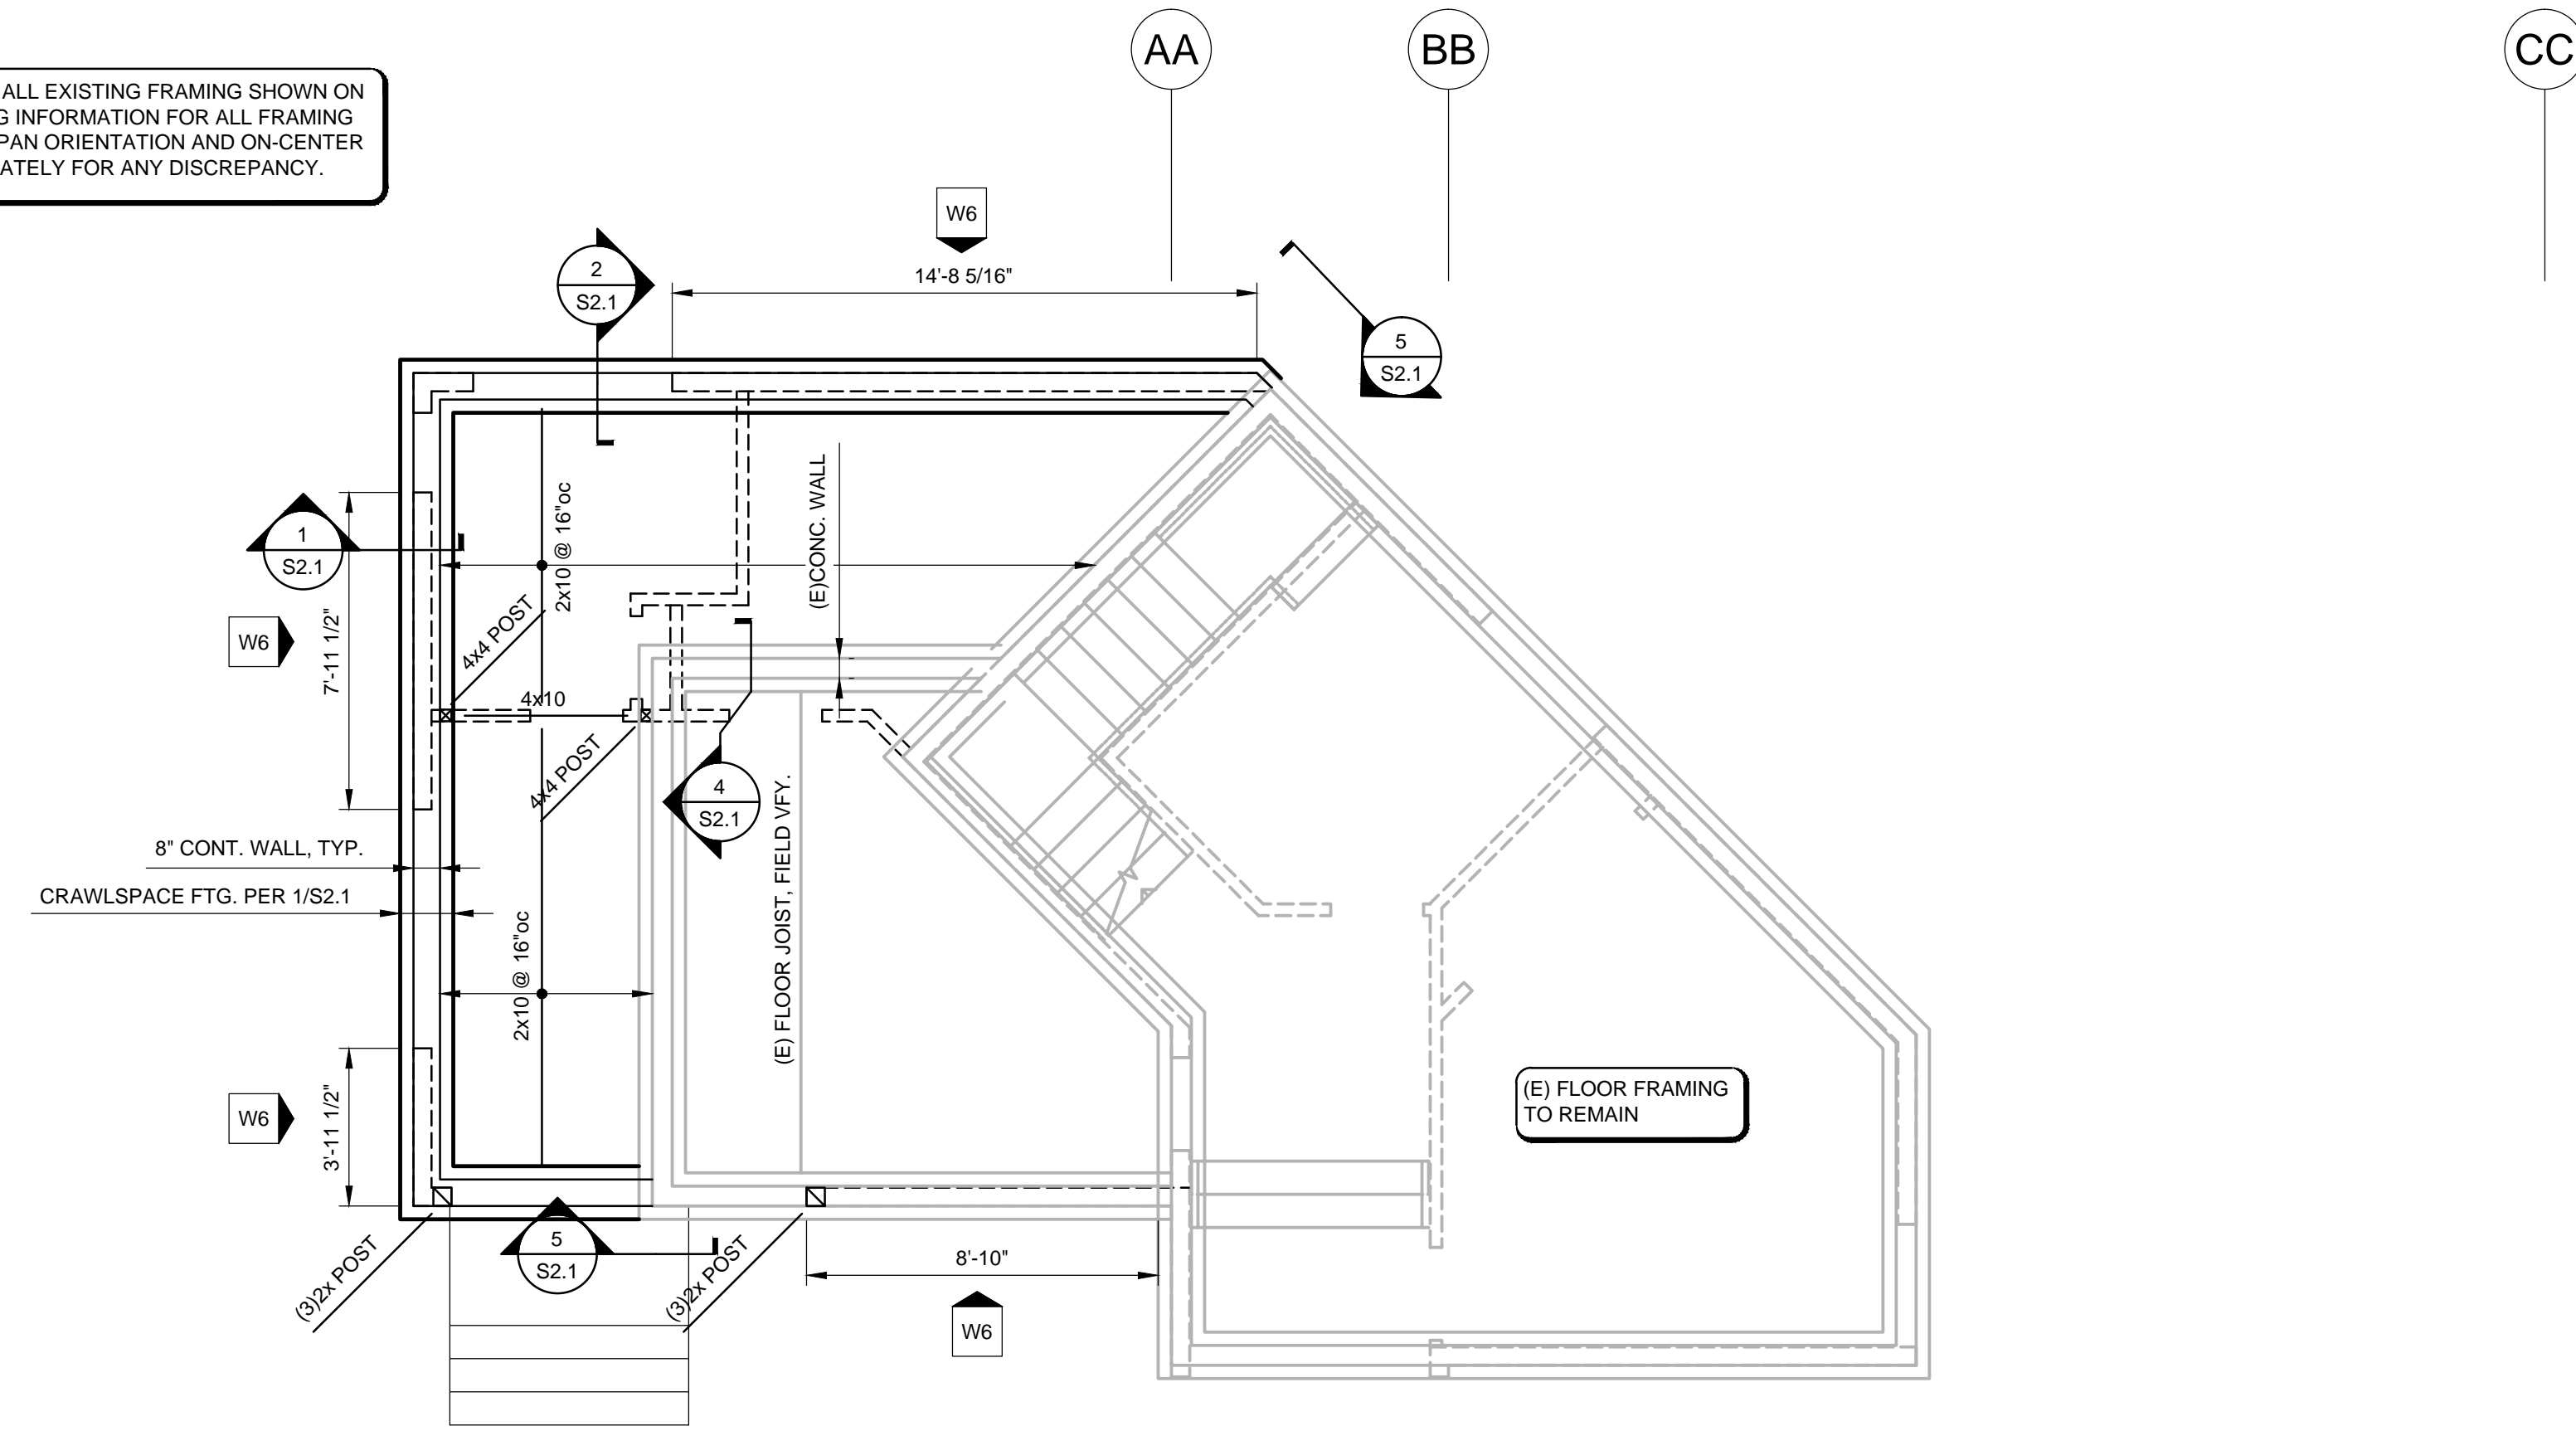 AA
BB
CC
ALL EXISTING FRAMING SHOWN ON
INFORMATION FOR ALL FRAMING
ORIENTATION AND ON-CENTER
FOR ANY DISCREPANCY.
W6
14'-8 5/16"
2
S2.1
5
S2.1
1
S2.1
2x10 @ 16"oc
(E)CONC. WALL
W6
7'-11 1/2"
4x4 POST
4x10
4x4 POST
4
S2.1
(E) FLOOR JOIST, FIELD VFY.
8" CONT. WALL, TYP.
CRAWLSPACE FTG. PER 1/S2.1
2x10 @ 16"oc
W6
3'-11 1/2"
(E) FLOOR FRAMING
TO REMAIN
(3)2x POST
5
S2.1
(3)2x POST
8'-10"
W6